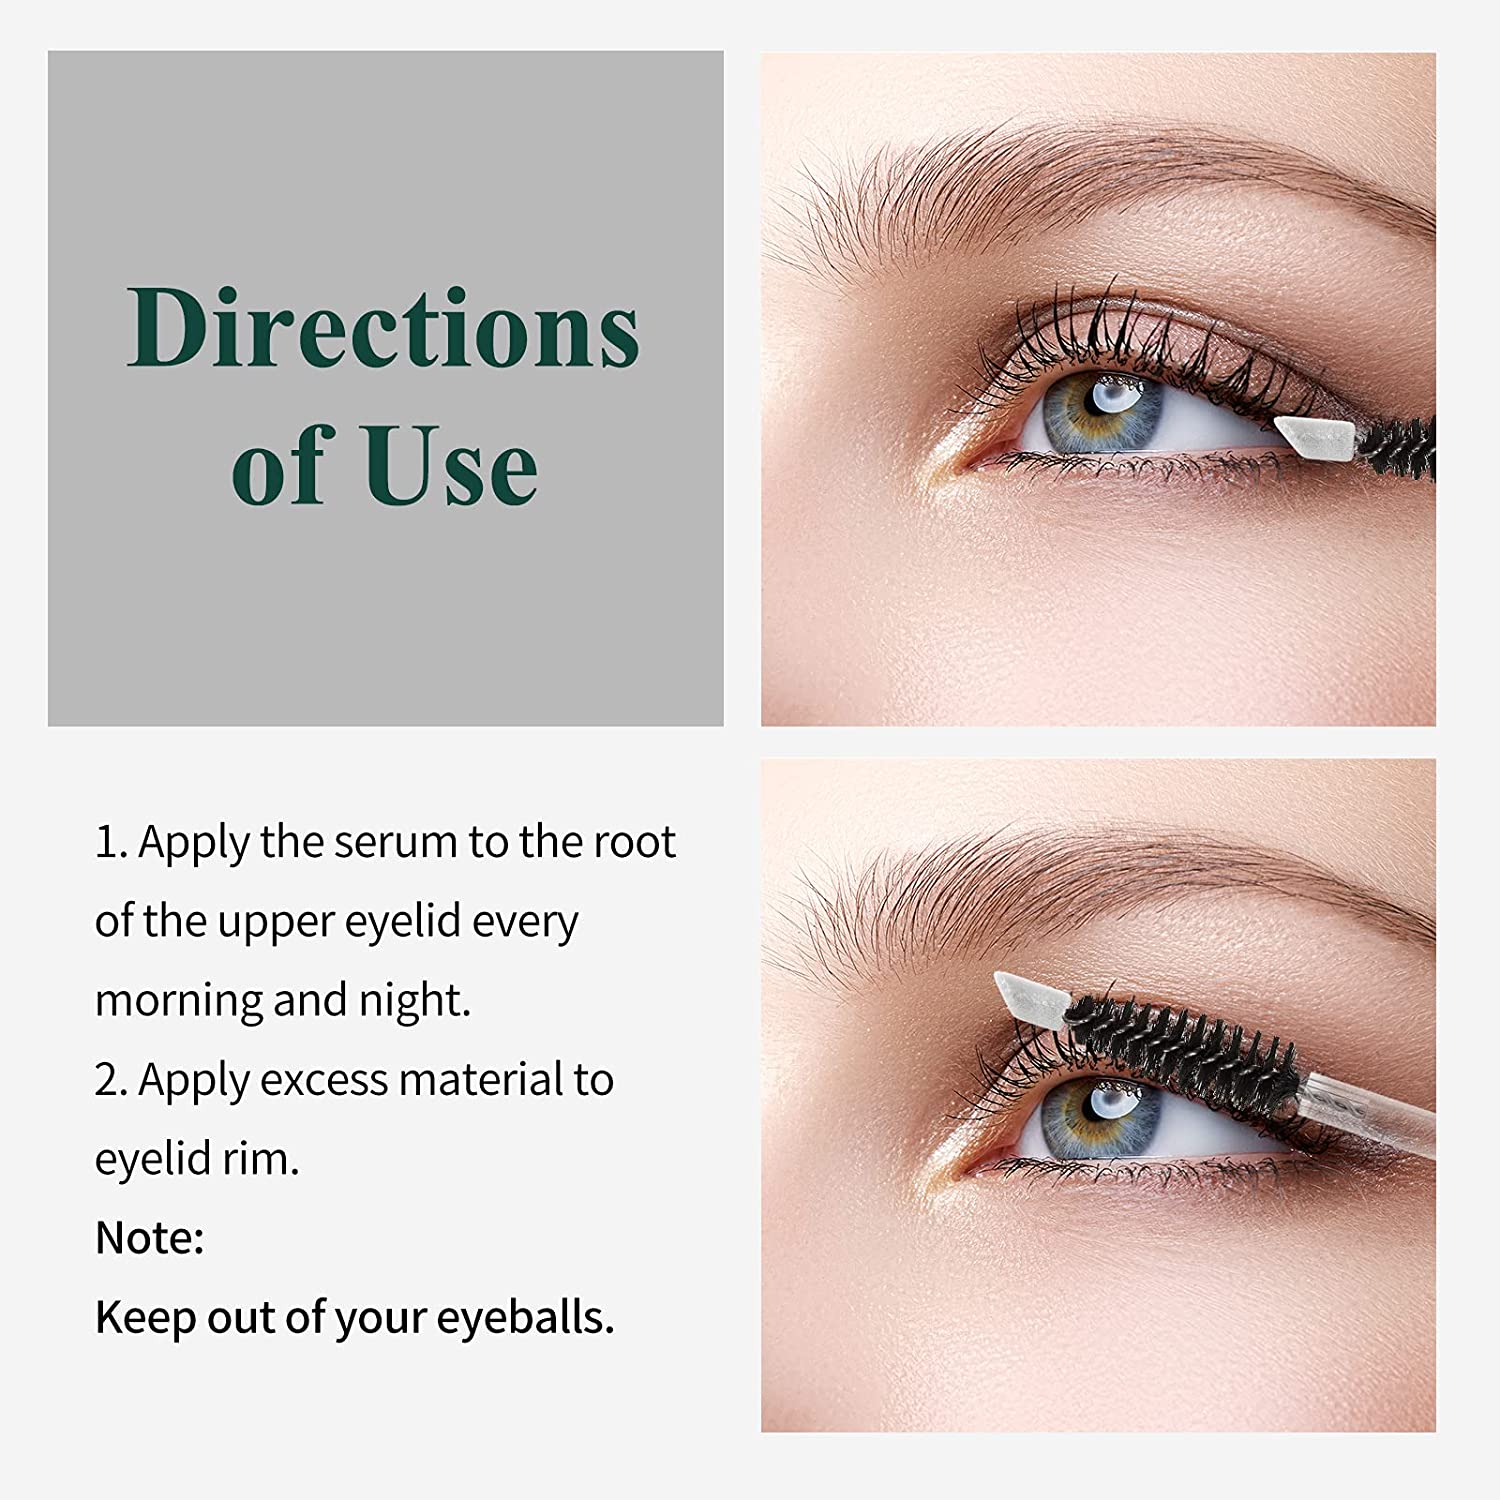 Directions
of Use
1. Apply the serum to the root
of the upper eyelid every
morning and night.
2. Apply excess material to
eyelid rim.
Note:
Keep out of your eyeballs.